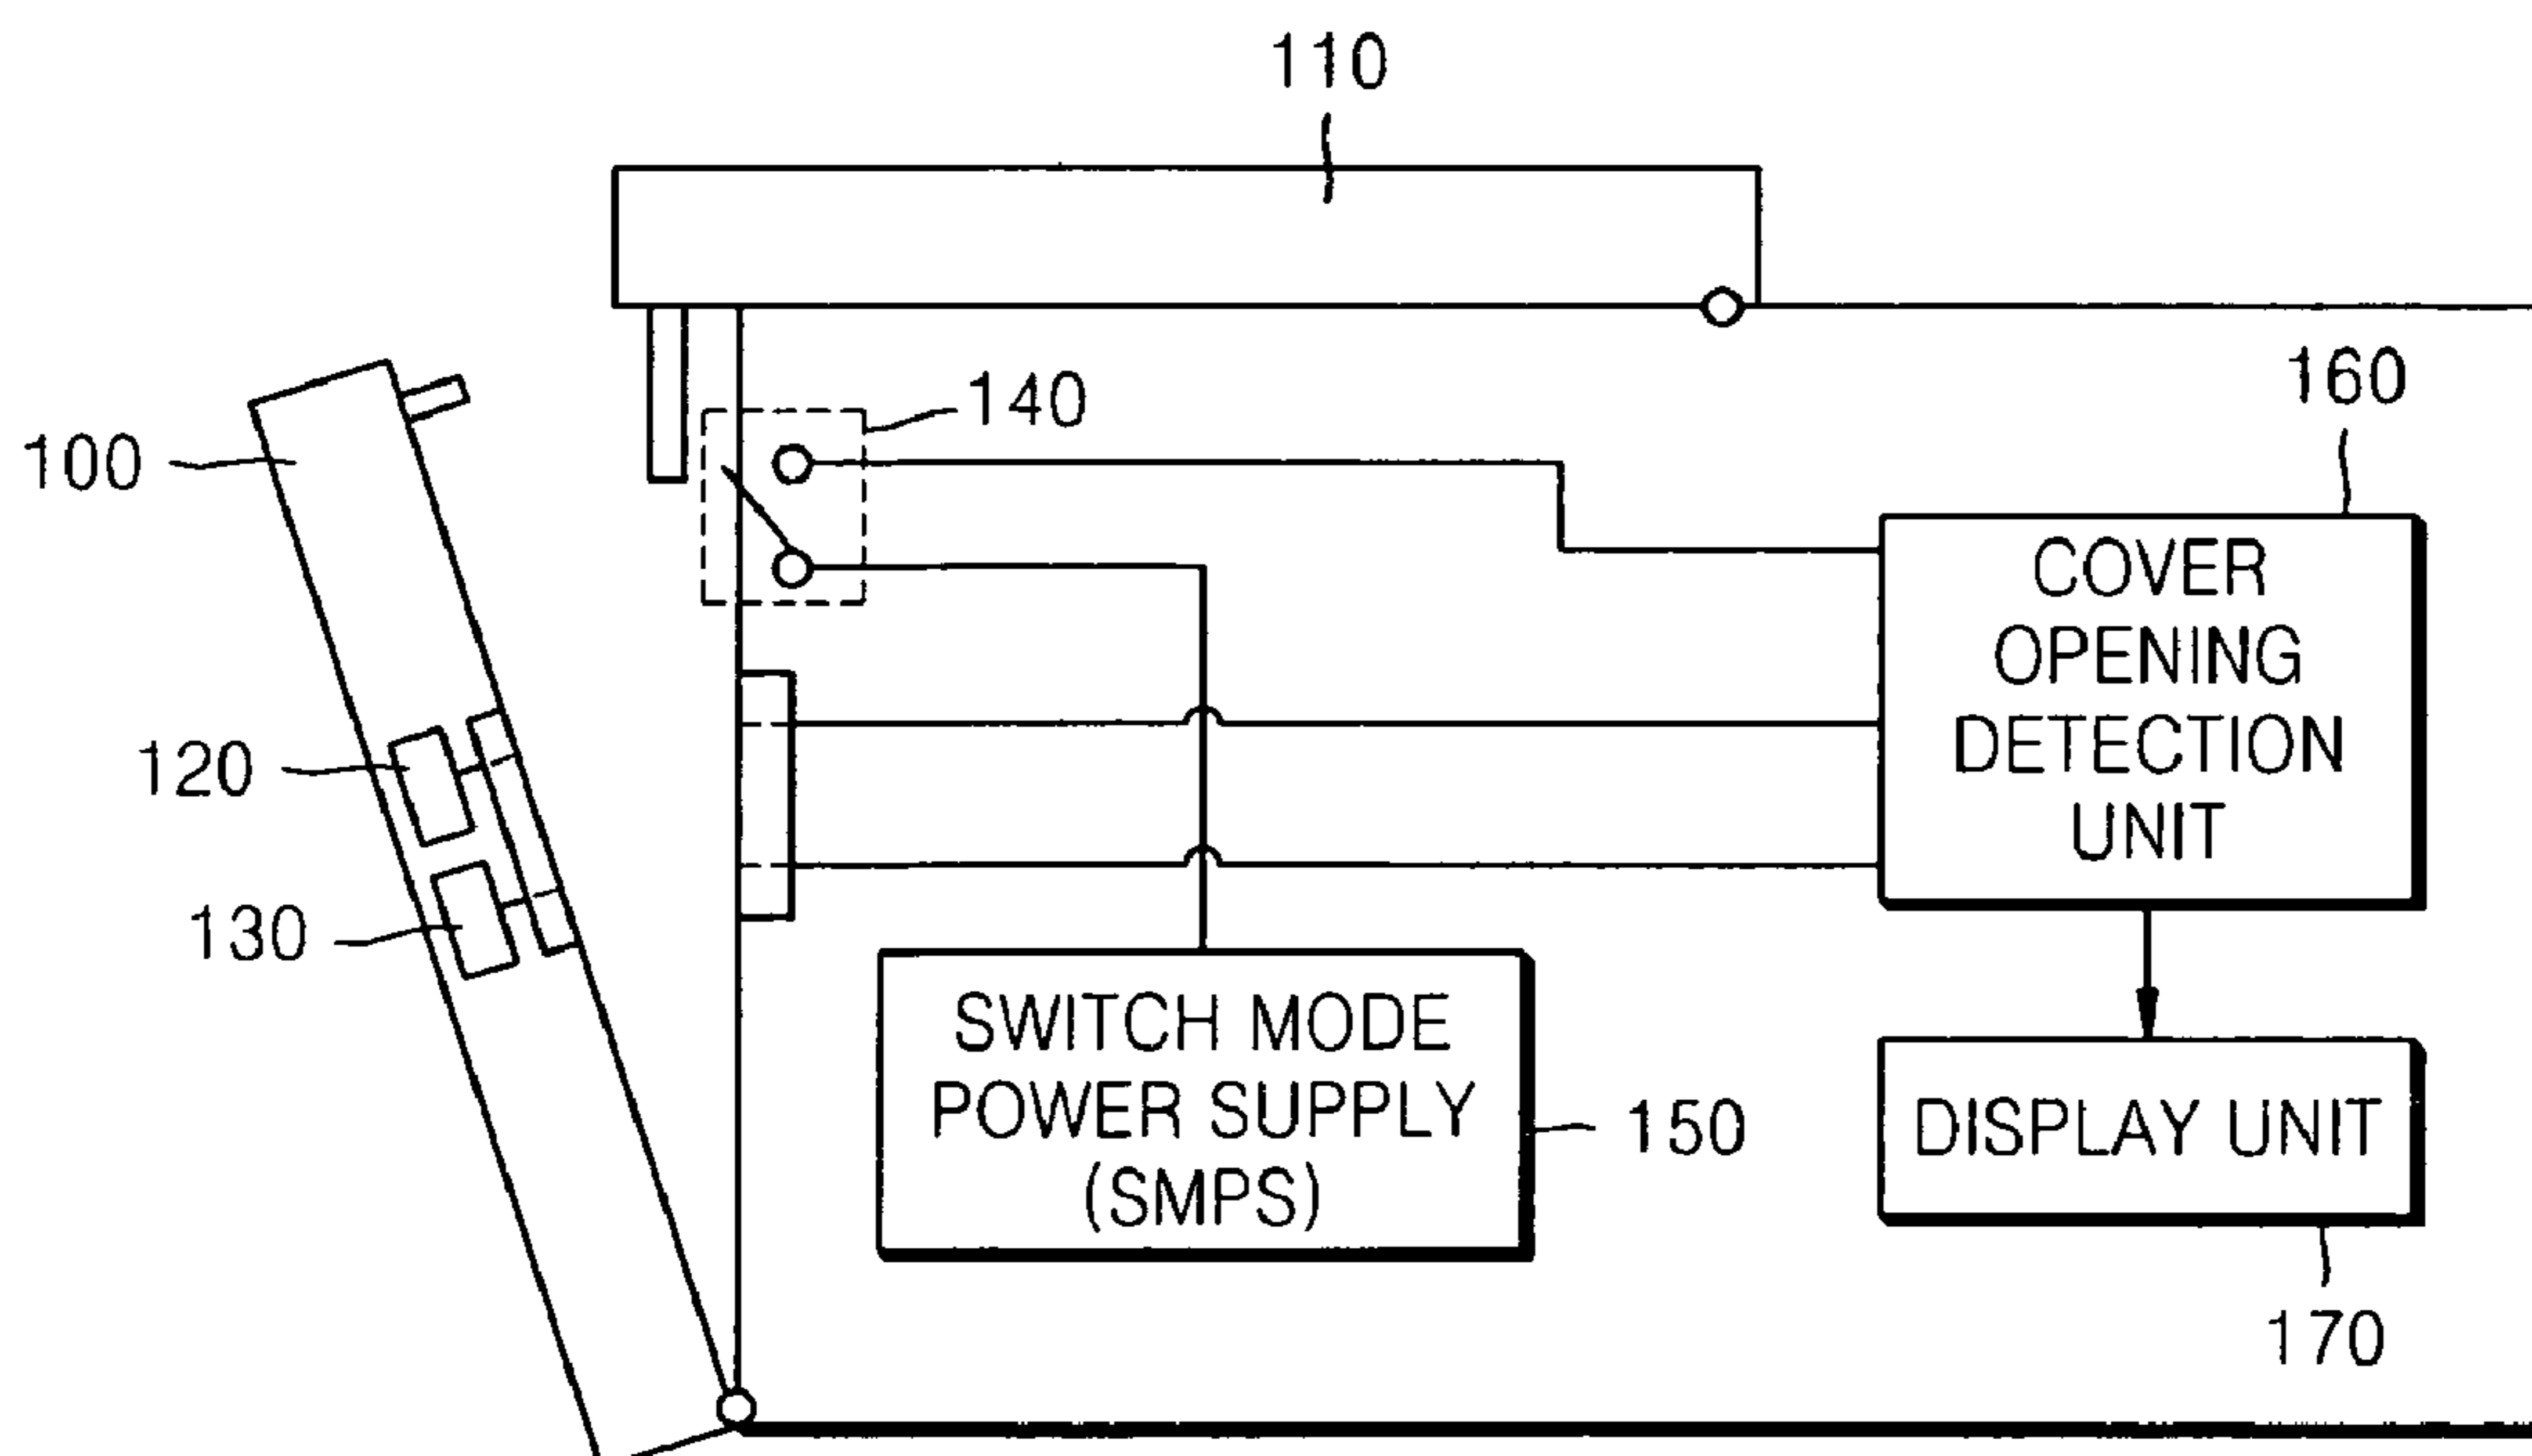 110
160
140
100
COVER
OPENING
DETECTION
UNIT
120
130
SWITCH MODE
POWER SUPPLY
(SMPS)
150
DISPLAY UNIT
170